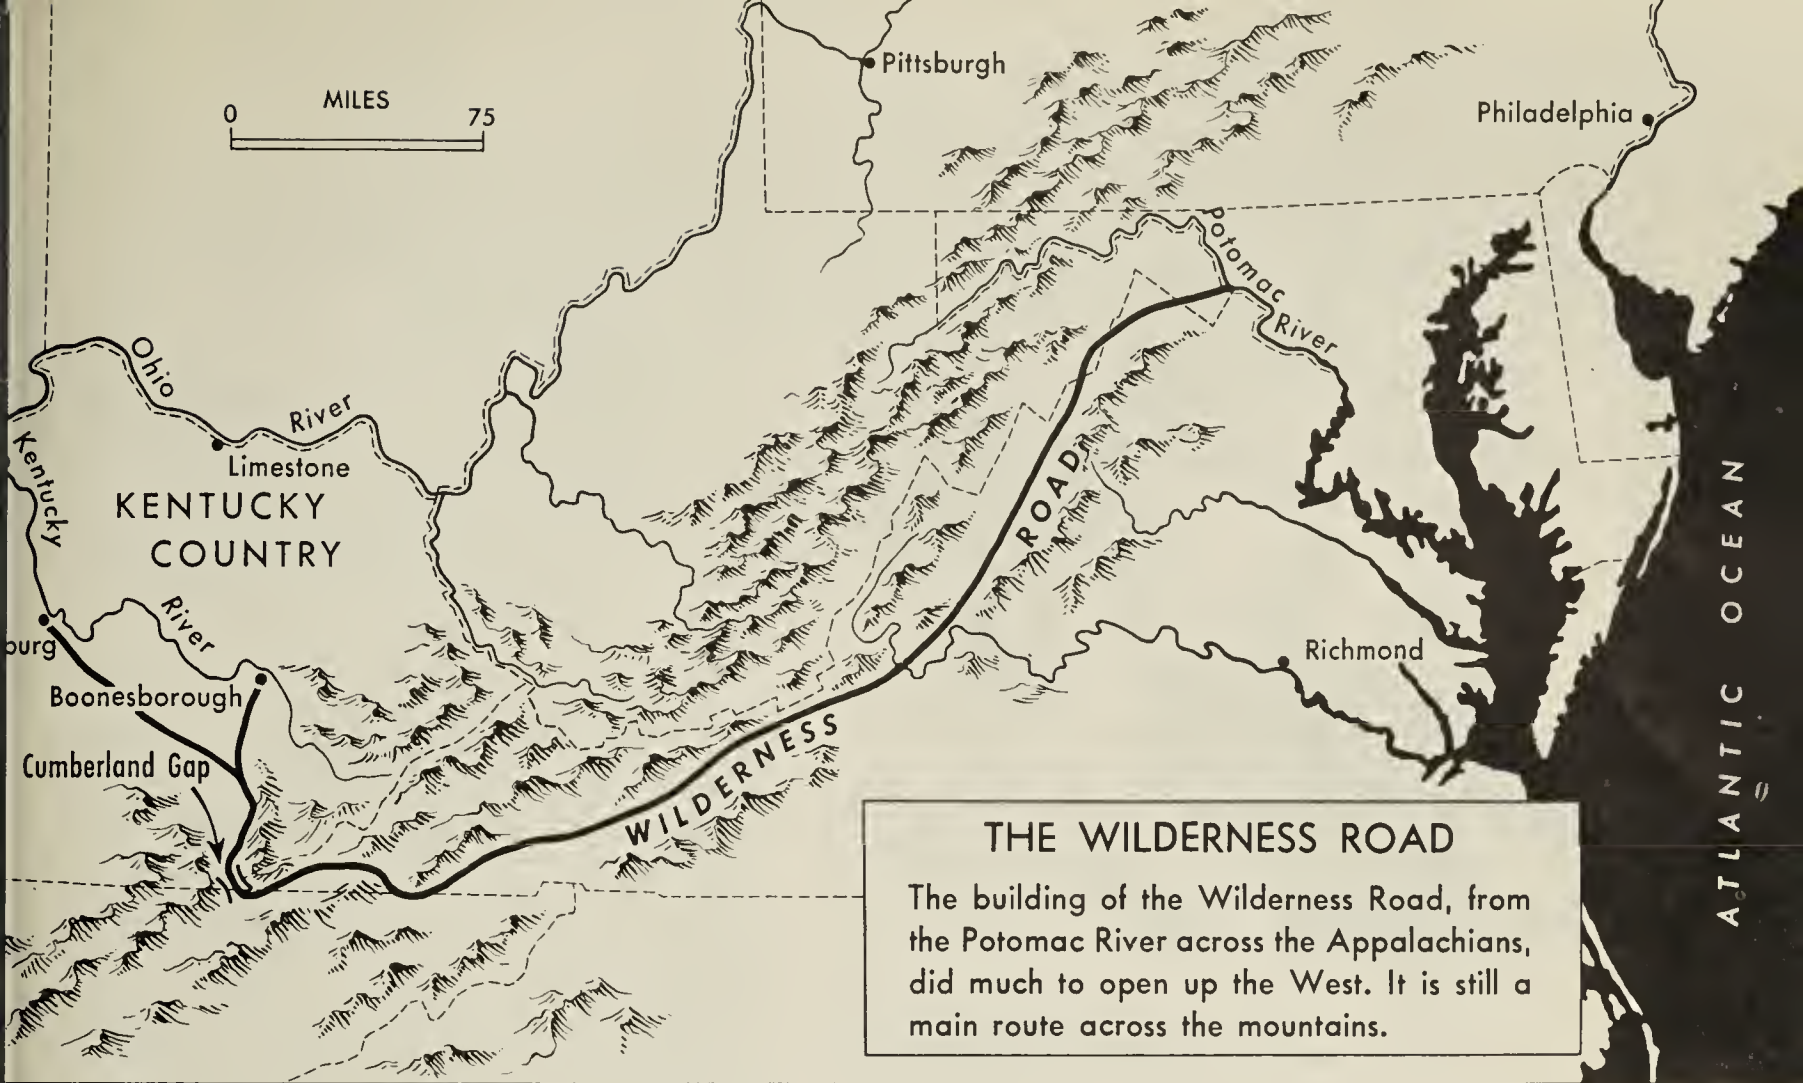 Pittsburgh
MILES
0 75
Philadelphia
Potomac
River
Ohio
River
Limestone
Kentucky
River
KENTUCKY
COUNTRY
burg
Boonesborough
Cumberland Gap
WILDERNESS
ROAD
Richmond
ATLANTIC OCEAN
THE WILDERNESS ROAD
The building of the Wilderness Road, from
the Potomac River across the Appalachians,
did much to open up the West. It is still a
main route across the mountains.